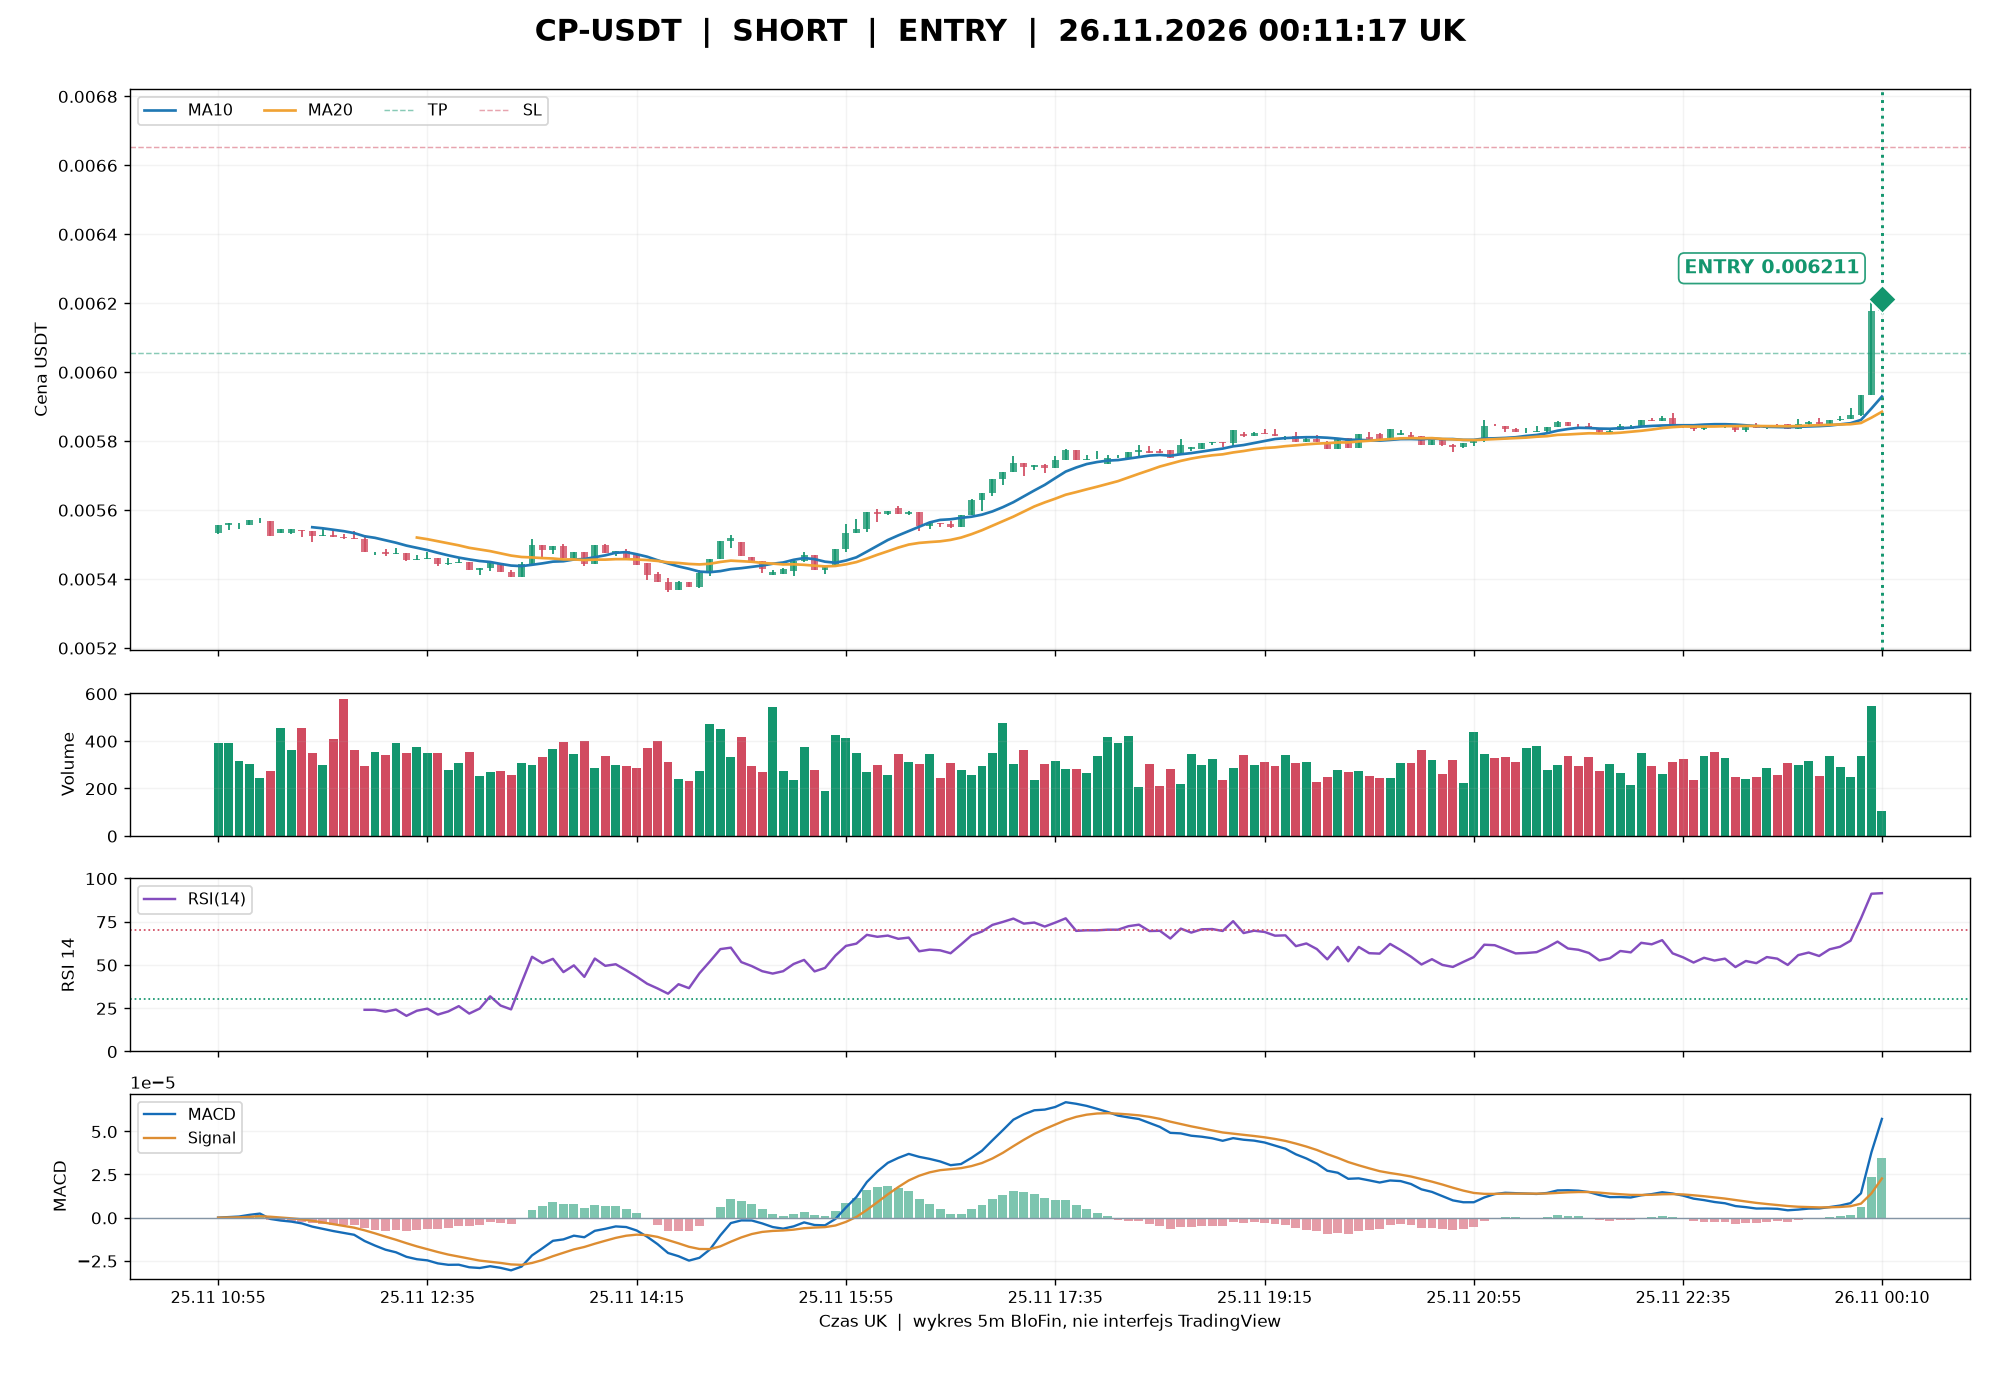 CP-USDT | SHORT | ENTRY | 26.11.2026 00:11:17 UK
MA10 MA20 TP SL
0.0068
0.0066
0.0064
0.0062
0.0060
0.0058
0.0056
0.0054
0.0052
Cena USDT
ENTRY 0.006211
600
400
200
0
Volume
RSI(14)
100
75
50
25
0
RSI 14
1e−5
MACD
Signal
5.0
2.5
0.0
−2.5
MACD
25.11 10:55 25.11 12:35 25.11 14:15 25.11 15:55 25.11 17:35 25.11 19:15 25.11 20:55 25.11 22:35 26.11 00:10
Czas UK | wykres 5m BloFin, nie interfejs TradingView